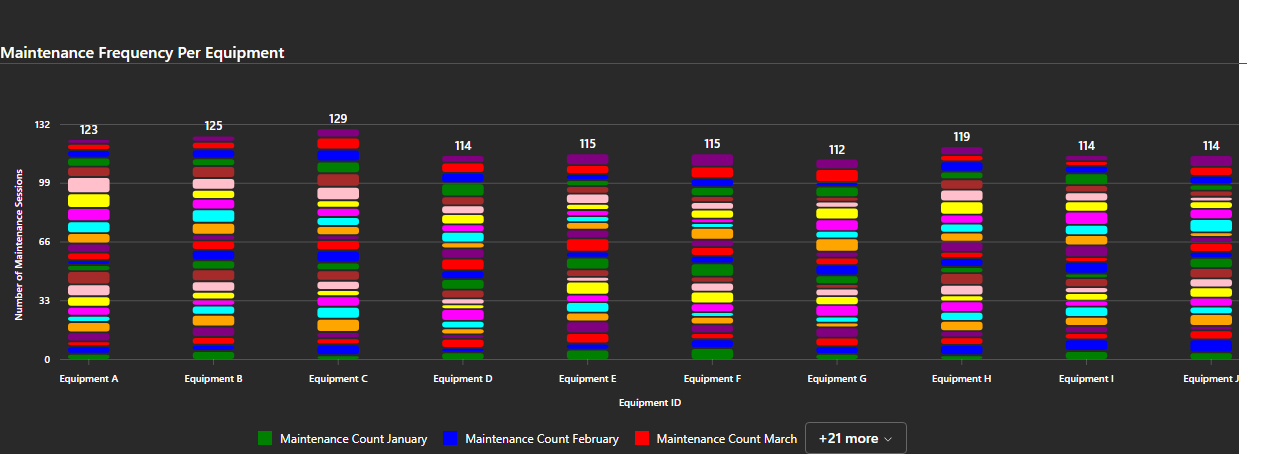 Maintenance Frequency Per Equipment
Number of Maintenance Sessions
132
99
66
33
0
123
125
129
114
115
115
112
119
114
114
Equipment A
Equipment B
Equipment C
Equipment D
Equipment E
Equipment F
Equipment G
Equipment H
Equipment I
Equipment J
Equipment ID
Maintenance Count January
Maintenance Count February
Maintenance Count March
+21 more